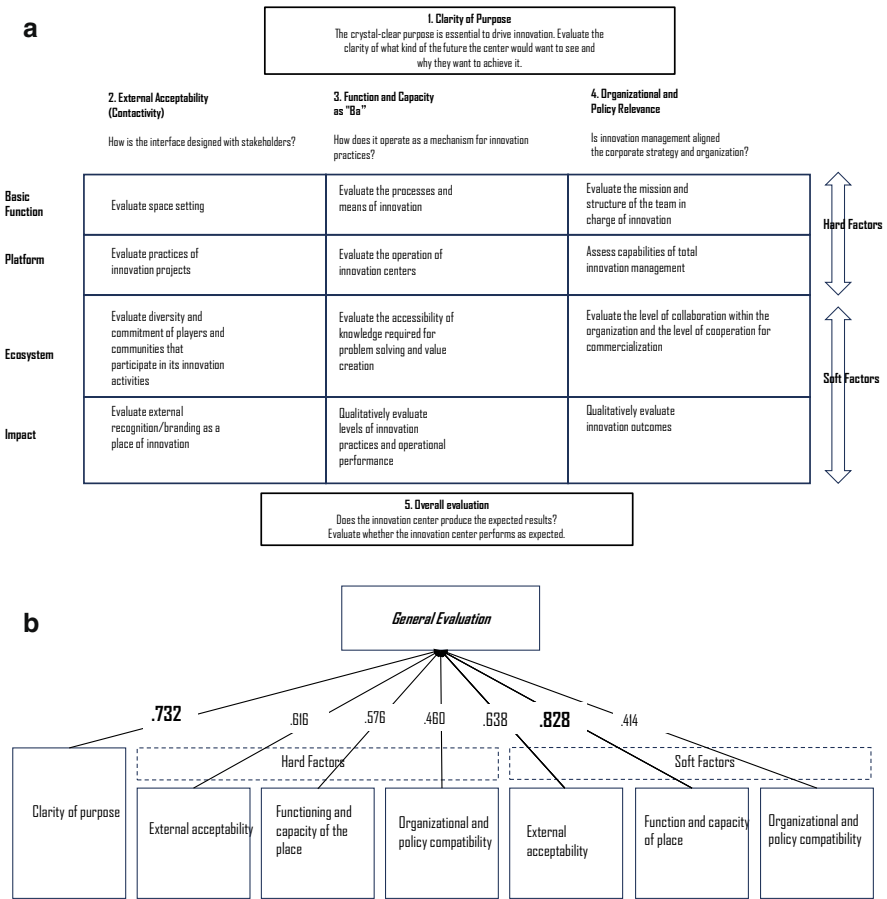 a
1. Clarity of Purpose
The crystal-clear purpose is essential to drive innovation. Evaluate the
clarity of what kind of the future the center would want to see and
why they want to achieve it.
2. External Acceptability
(Contactivity)
How is the interface designed with stakeholders?
3. Function and Capacity
as "Ba”
How does it operate as a mechanism for innovation
practices?
4. Organizational and
Policy Relevance
Is innovation management aligned
the corporate strategy and organization?
Basic
Function
Evaluate space setting
Evaluate the processes and
means of innovation
Evaluate the mission and
structure of the team in
charge of innovation
Hard Factors
Platform
Evaluate practices of
innovation projects
Evaluate the operation of
innovation centers
Assess capabilities of total
innovation management
Ecosystem
Evaluate diversity and
commitment of players and
communities that
participate in its innovation
activities
Evaluate the accessibility of
knowledge required for
problem solving and value
creation
Evaluate the level of collaboration within the
organization and the level of cooperation for
commercialization
Soft Factors
Impact
Evaluate external
recognition/branding as a
place of innovation
Qualitatively evaluate
levels of innovation
practices and operational
performance
Qualitatively evaluate
innovation outcomes
5. Overall evaluation
Does the innovation center produce the expected results?
Evaluate whether the innovation center performs as expected.
b
General Evaluation
.732
.616
.576
.460
.638
.828
.414
Hard Factors
Soft Factors
Clarity of purpose
External acceptability
Functioning and
capacity of the
place
Organizational and
policy compatibility
External
acceptability
Function and capacity
of place
Organizational and
policy compatibility